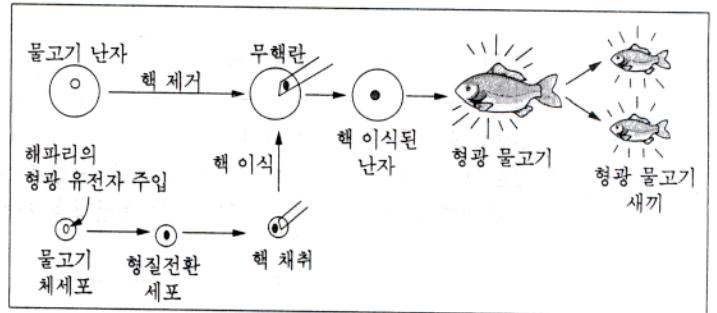 물고기 난자
핵 제거
무핵란
핵 이식된
난자
형광 물고기
형광 물고기
새끼
해파리의
형광 유전자 주입
핵 이식
물고기
체세포
형질전환
세포
핵 채취